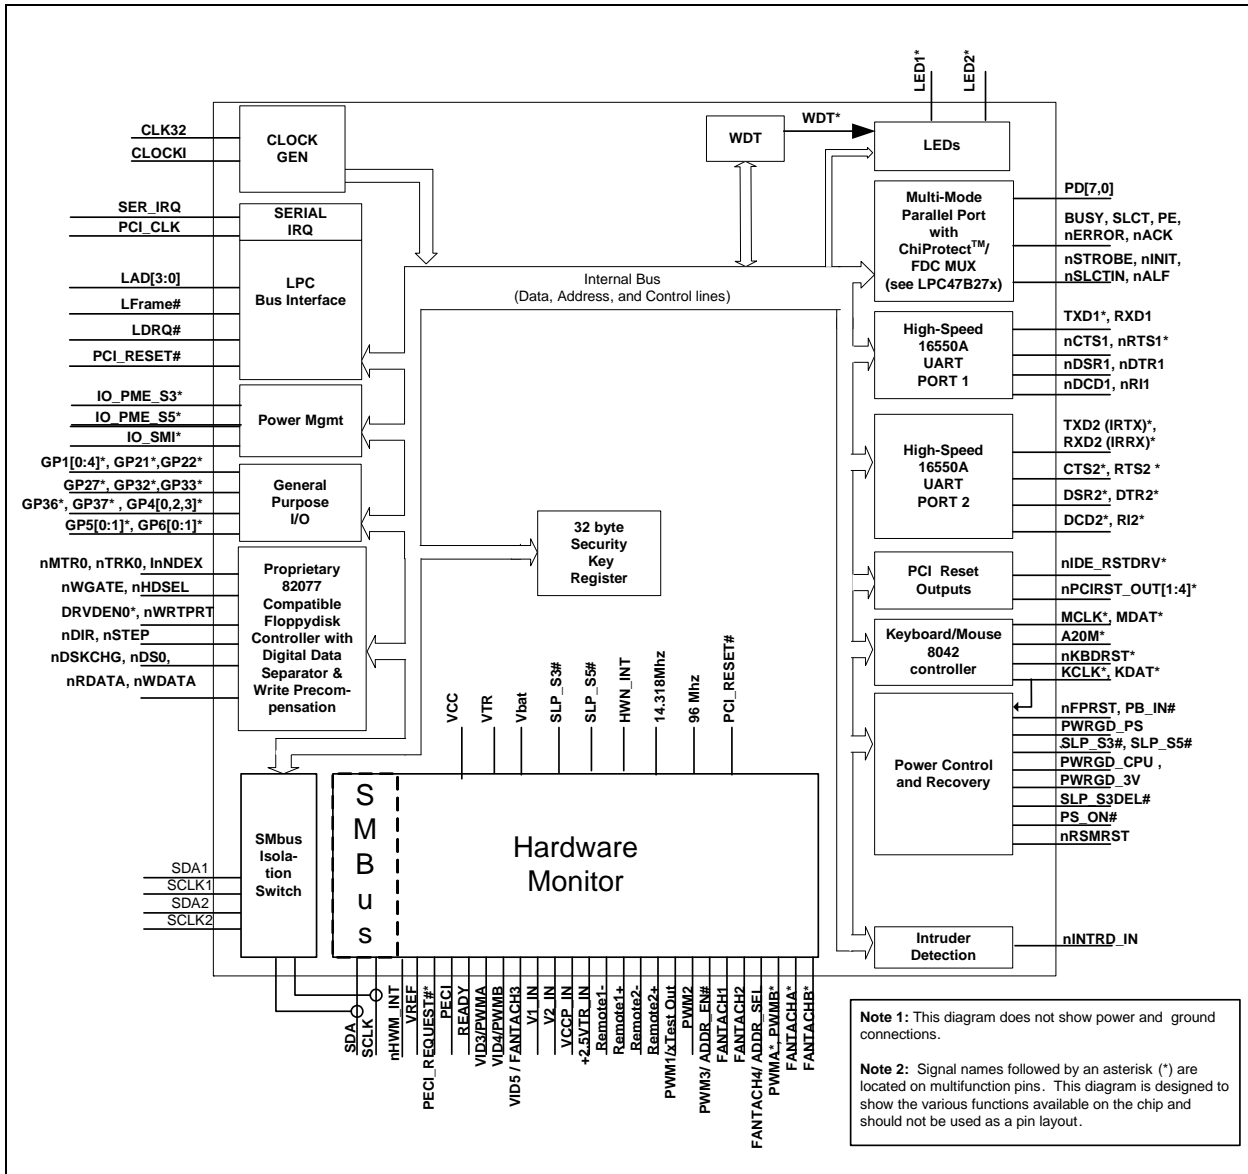 LED1*
LED2*
CLK32
CLOCKI
CLOCK
GEN
WDT
WDT*
LEDs
SER_IRQ
PCI_CLK
SERIAL
IRQ
LAD[3:0]
LFrame#
LDRQ#
PCI_RESET#
LPC
Bus Interface
Internal Bus
(Data, Address, and Control lines)
Multi-Mode
Parallel Port
with
ChiProtect™/
FDC MUX
(see LPC47B27x)
PD[7,0]
BUSY, SLCT, PE,
nERROR, nACK
nSTROBE, nINIT,
nSLCTIN, nALF
High-Speed
16550A
UART
PORT 1
TXD1*, RXD1
nCTS1, nRTS1*
nDSR1, nDTR1
nDCD1, nRI1
IO_PME_S3*
IO_PME_S5*
IO_SMI*
Power Mgmt
GP1[0:4]*, GP21*,GP22*
GP27*, GP32*,GP33*
GP36*, GP37* , GP4[0,2,3]*
GP5[0:1]*, GP6[0:1]*
General
Purpose
I/O
High-Speed
16550A
UART
PORT 2
TXD2 (IRTX)*,
RXD2 (IRRX)*
CTS2*, RTS2 *
DSR2*, DTR2*
DCD2*, RI2*
32 byte
Security
Key
Register
nMTR0, nTRK0, InNDEX
nWGATE, nHDSEL
DRVDEN0*, nWRTPRT
nDIR, nSTEP
nDSKCHG, nDS0,
nRDATA, nWDATA
Proprietary
82077
Compatible
Floppydisk
Controller with
Digital Data
Separator &
Write Precom-
pensation
PCI Reset
Outputs
nIDE_RSTDRV*
nPCIRST_OUT[1:4]*
Keyboard/Mouse
8042
controller
MCLK*, MDAT*
A20M*
nKBDRST*
KCLK*, KDAT*
Power Control
and Recovery
nFPRST, PB_IN#
PWRGD_PS
.SLP_S3#, SLP_S5#
PWRGD_CPU ,
PWRGD_3V
SLP_S3DEL#
PS_ON#
nRSMRST
VCC
VTR
Vbat
SLP_S3#
SLP_S5#
HWN_INT
14.318Mhz
96 Mhz
PCI_RESET#
SDA1
SCLK1
SDA2
SCLK2
SMbus
Isola-
tion
Switch
SMBus
Hardware
Monitor
Intruder
Detection
nINTRD_IN
SDA
SCLK
nHWM_INT
VREF
PECI_REQUEST#*
PECI
READY
VID3/PWMA
VID4/PWMB
VID5 / FANTACH3
V1_IN
V2_IN
VCCP_IN
+2.5VTR_IN
Remote1-
Remote1+
Remote2-
Remote2+
PWM1/xTest Out
PWM2
PWM3/ ADDR_EN#
FANTACH1
FANTACH2
FANTACH4/ ADDR_SEL
PWMA*, PWMB*
FANTACHA*
FANTACHB*
Note 1: This diagram does not show power and ground
connections.
Note 2: Signal names followed by an asterisk (*) are
located on multifunction pins. This diagram is designed to
show the various functions available on the chip and
should not be used as a pin layout.